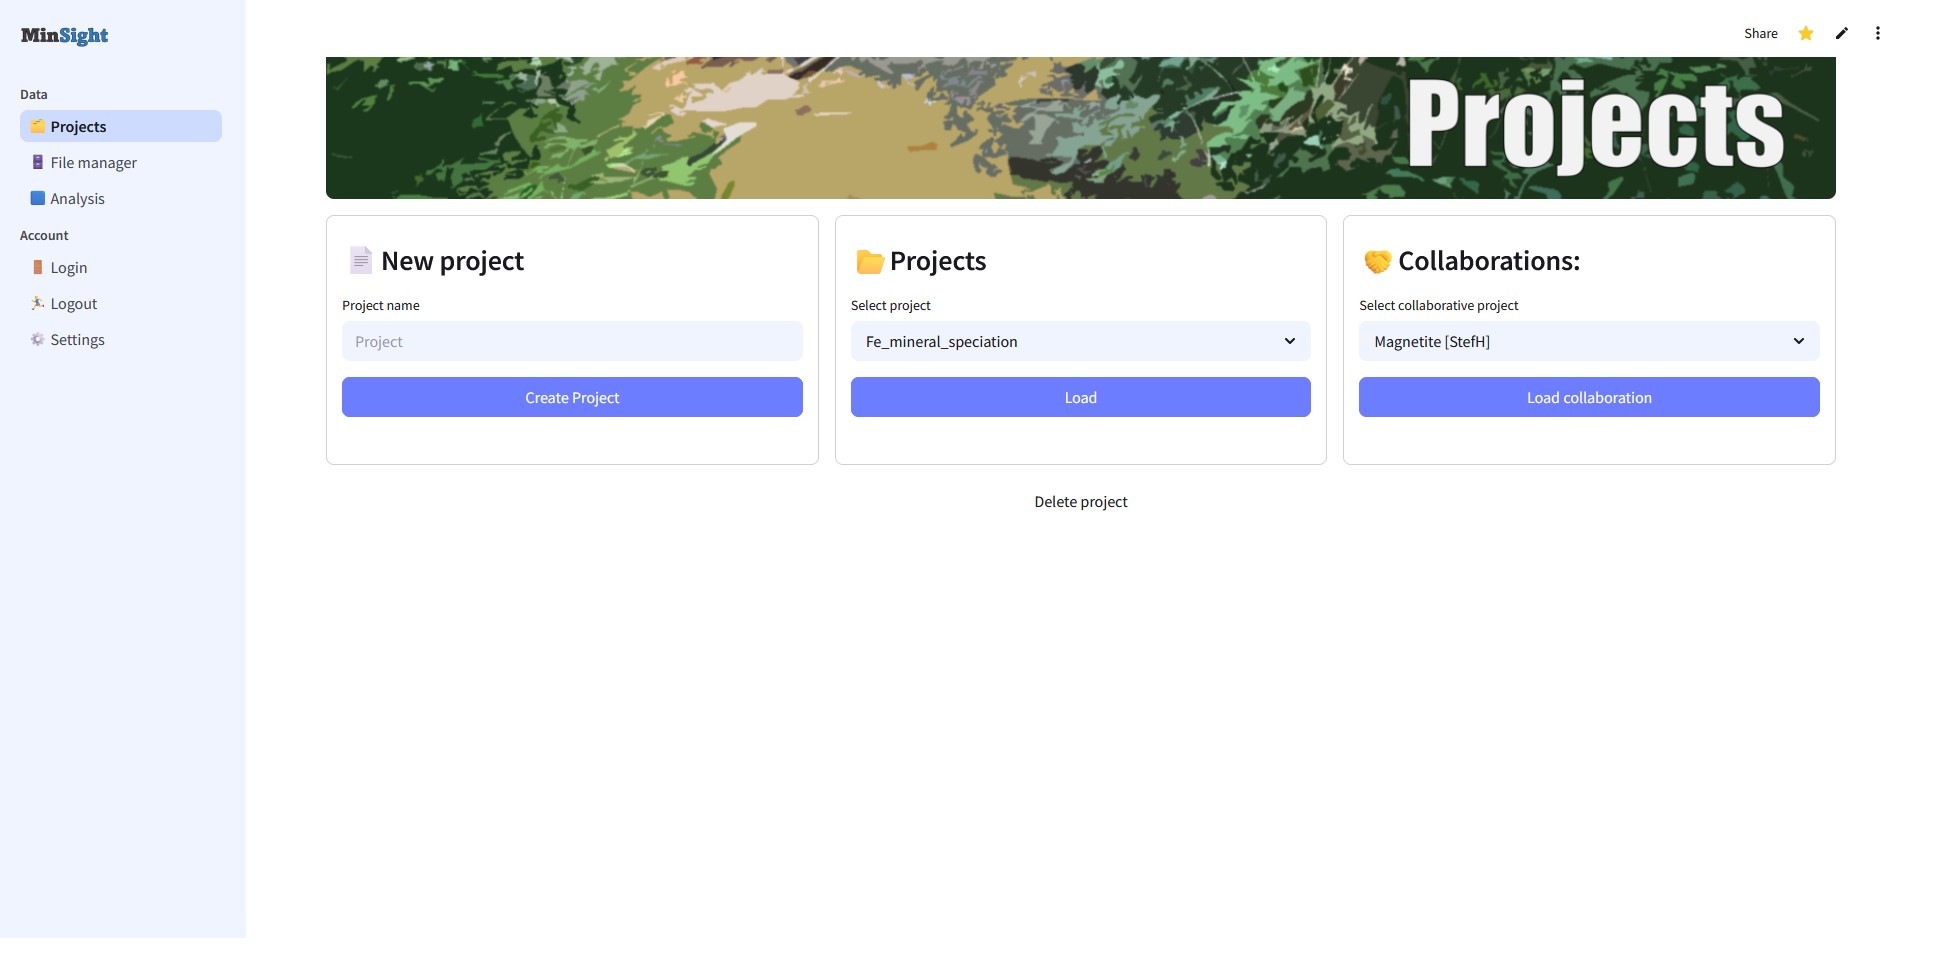 MinSight
Data
Projects
File manager
Analysis
Account
Login
Logout
Settings
Share
Projects
New project
Project name
Project
Create Project
Projects
Select project
Fe_mineral_speciation
Load
Collaborations:
Select collaborative project
Magnetite [StefH]
Load collaboration
Delete project